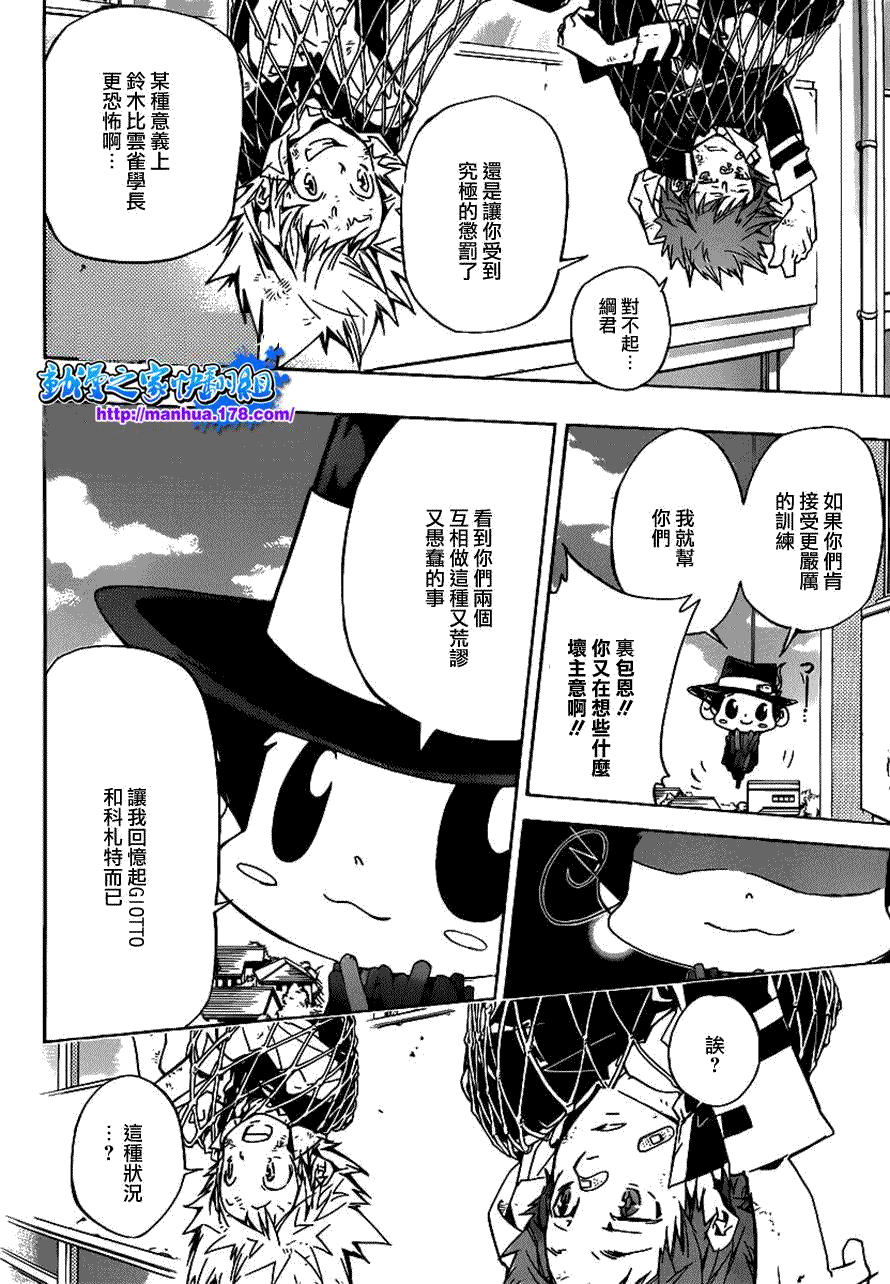 對不起…
綱君
還是讓你受到
究極的懲罰了
某種意義上
鈴木比雲雀學長
更恐怖啊…
動漫之家快翻組
http://manhua.178.com/
如果你們肯
接受更嚴厲
的訓練
我就幫
你們
っー
裏包恩!!
你又在想些什麼
壞主意啊!!
看到你們兩個
互相做這種又荒謬
又愚蠢的事
讓我回憶起GIOTTO
和科札特而已
誒?
這種狀況
…?